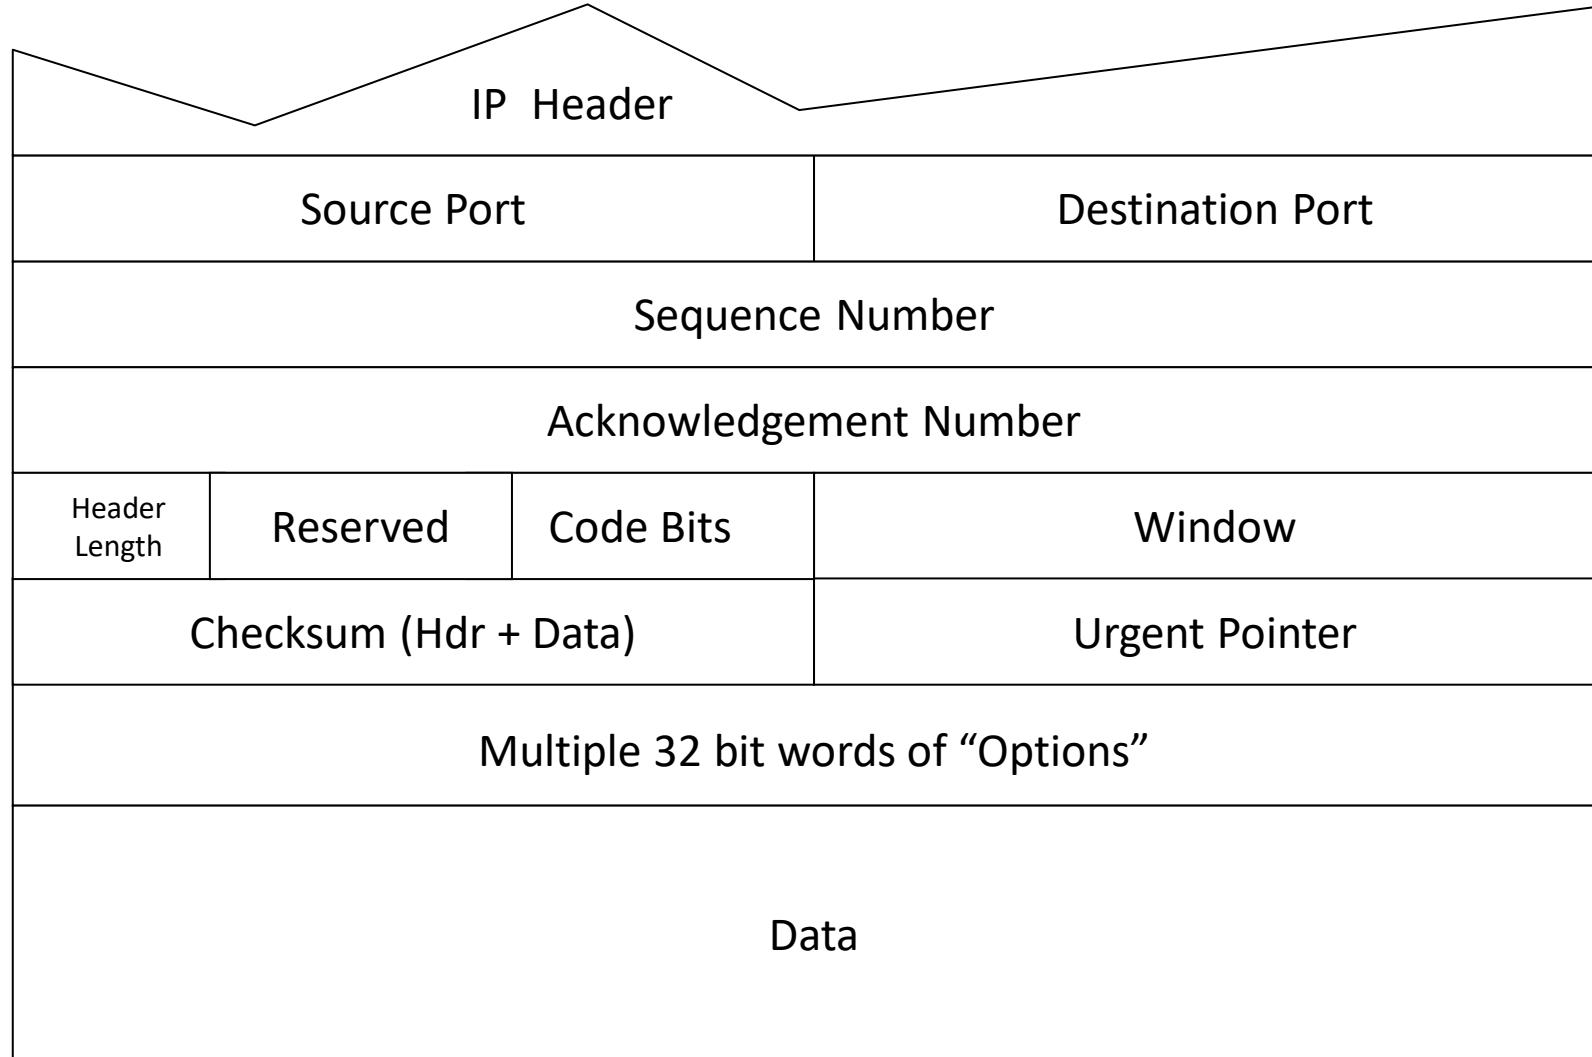 IP Header
Source Port
Destination Port
Sequence Number
Acknowledgement Number
Header
Length
Reserved
Code Bits
Window
Checksum (Hdr + Data)
Urgent Pointer
Multiple 32 bit words of “Options”
Data